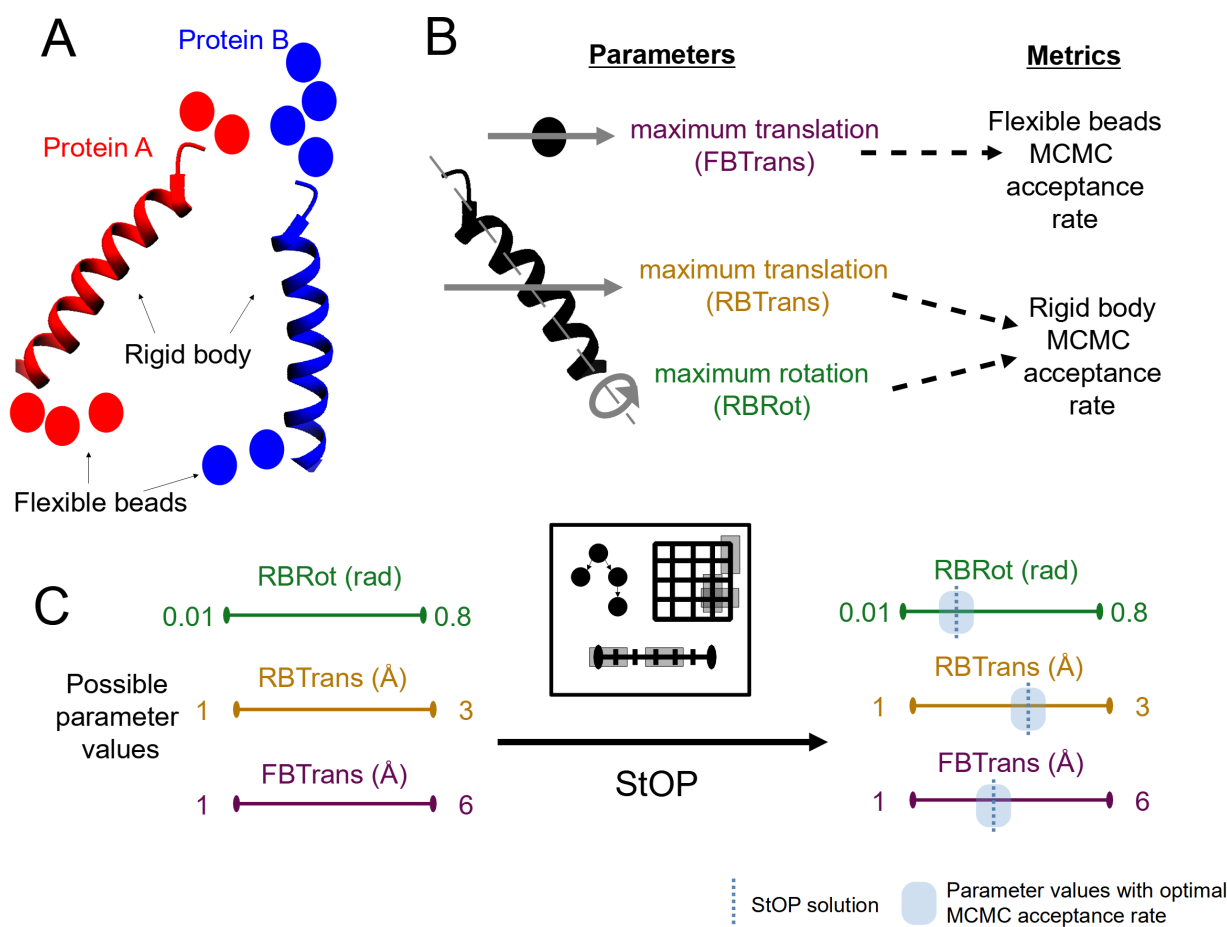 A
Protein B
Protein A
Rigid body
Flexible beads
B
Parameters
Metrics
maximum translation
(FBTrans)
Flexible beads
MCMC
acceptance
rate
maximum translation
(RBTrans)
Rigid body
MCMC
acceptance
rate
maximum rotation
(RBRot)
C
Possible
parameter
values
RBRot (rad)
0.01
0.8
RBTrans (Å)
1
3
FBTrans (Å)
1
6
StOP
RBRot (rad)
0.01
0.8
RBTrans (Å)
1
3
FBTrans (Å)
1
6
StOP solution
Parameter values with optimal
MCMC acceptance rate